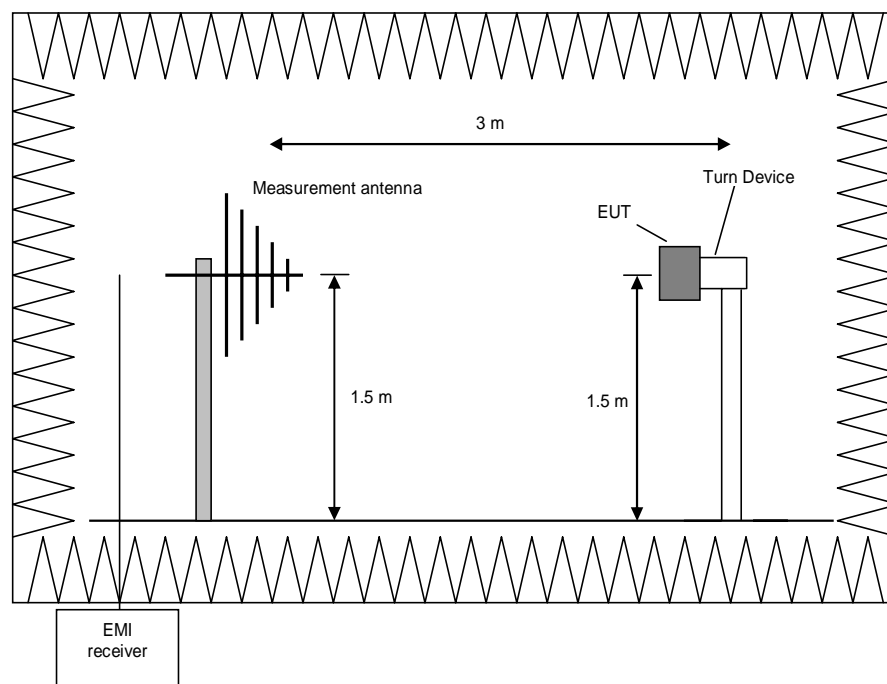 3 m
Measurement antenna
Turn Device
EUT
1.5 m
1.5 m
EMI
receiver